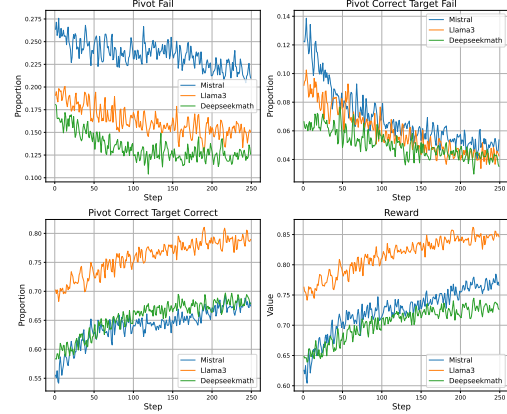 Pivot Fail
0.275
0.250
0.225
0.200
0.175
0.150
0.125
0.100
Proportion
0 50 100 150 200 250
Step
Mistral
Llama3
Deepseekmath
Pivot Correct Target Fail
0.14
0.12
0.10
0.08
0.06
0.04
Proportion
0 50 100 150 200 250
Step
Mistral
Llama3
Deepseekmath
Pivot Correct Target Correct
0.80
0.75
0.70
0.65
0.60
0.55
Proportion
0 50 100 150 200 250
Step
Mistral
Llama3
Deepseekmath
Reward
0.85
0.80
0.75
0.70
0.65
0.60
Value
0 50 100 150 200 250
Step
Mistral
Llama3
Deepseekmath